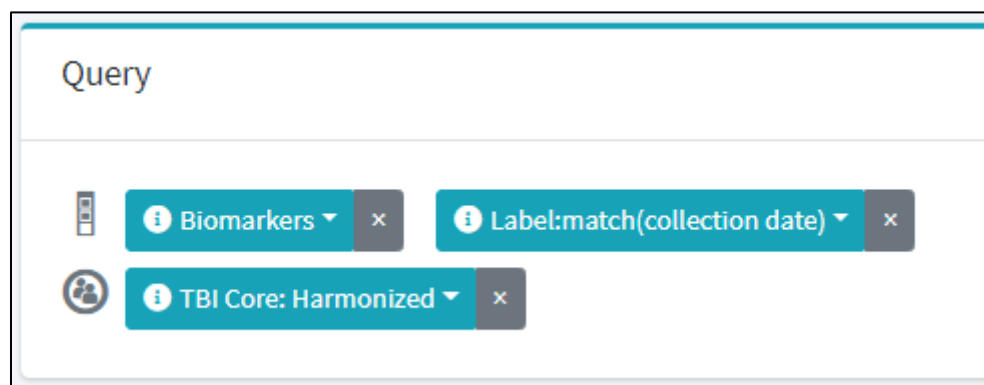 Query
Biomarkers × Label:match(collection date) ×
TBI Core: Harmonized ×